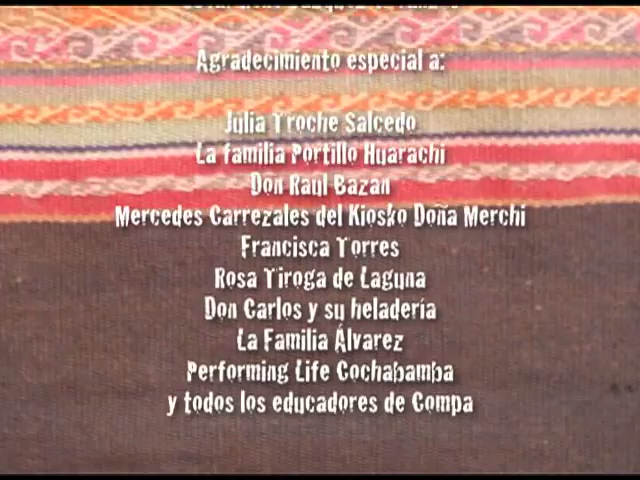 Agradecimiento especial a:
Julia Troche Salcedo
La familia Portillo Huarachi
Don Raul Bazan
Mercedes Carrezales del Kiosko Doña Merchi
Francisca Torres
Rosa Tiroga de Laguna
Don Carlos y su heladería
La Familia Álvarez
Performing Life Cochabamba
y todos los educadores de Compa